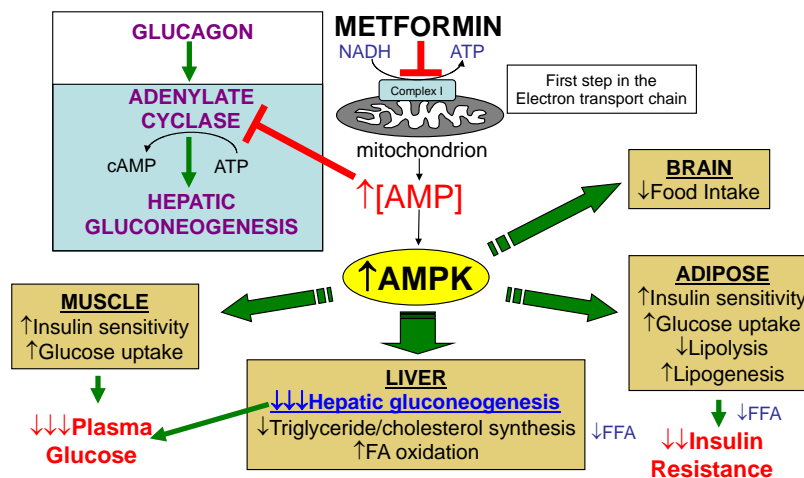 GLUCAGON
ADENYLATE
CYCLASE
cAMP
ATP
HEPATIC
GLUCONEOGENESIS
METFORMIN
NADH
ATP
Complex I
First step in the
Electron transport chain
mitochondrion
↑[AMP]
↑AMPK
BRAIN
↓Food Intake
MUSCLE
↑Insulin sensitivity
↑Glucose uptake
↓↓↓Plasma
Glucose
LIVER
↓↓↓Hepatic gluconeogenesis
↓Triglyceride/cholesterol synthesis
↑FA oxidation
↓FFA
ADIPOSE
↑Insulin sensitivity
↑Glucose uptake
↓Lipolysis
↑Lipogenesis
↓FFA
↓↓Insulin
Resistance